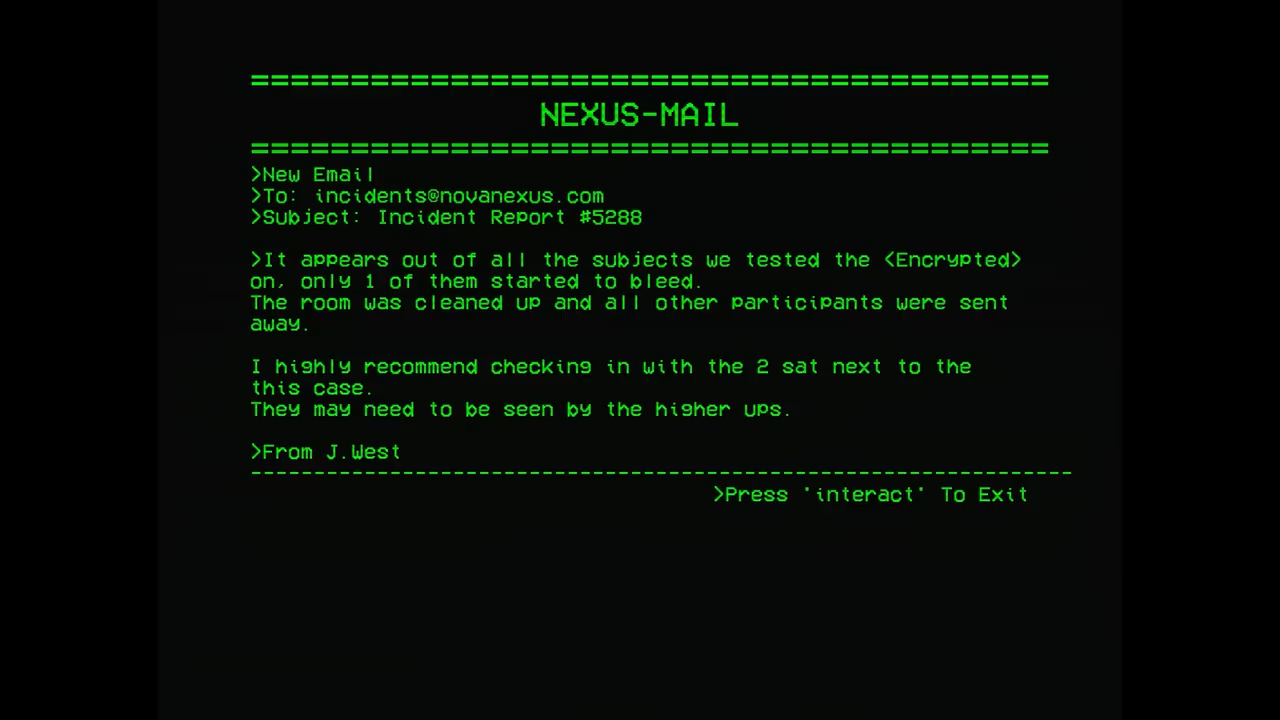 ========================================
NEXUS-MAIL
========================================
>New Email
>To: incidents@novanexus.com
>Subject: Incident Report #5288
>It appears out of all the subjects we tested the <Encrypted>
on, only 1 of them started to bleed.
The room was cleaned up and all other participants were sent
away.
I highly recommend checking in with the 2 sat next to the
this case.
They may need to be seen by the higher ups.
>From J.West
------------------------------------------------------------------
>Press 'interact' To Exit